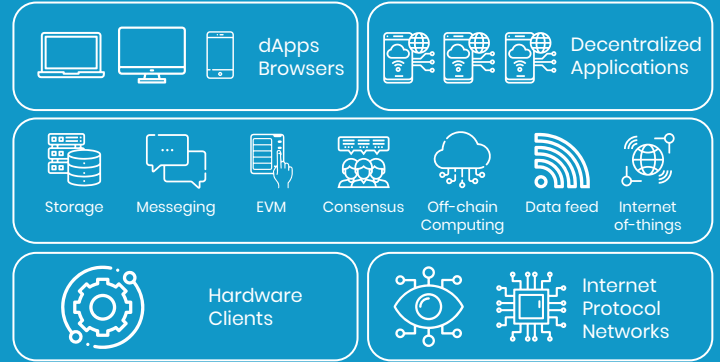 dApps
Browsers
Decentralized
Applications
Storage
Messeging
EVM
Consensus
Off-chain
Computing
Data feed
Internet
of-things
Hardware
Clients
Internet
Protocol
Networks